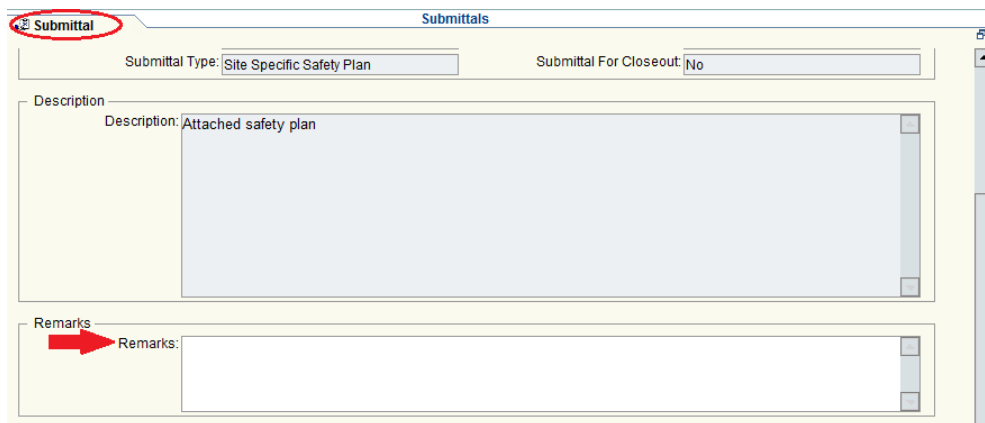 Submittals
Submittal
Submittal Type: Site Specific Safety Plan Submittal For Closeout: No
Description
Description: Attached safety plan
Remarks
Remarks: